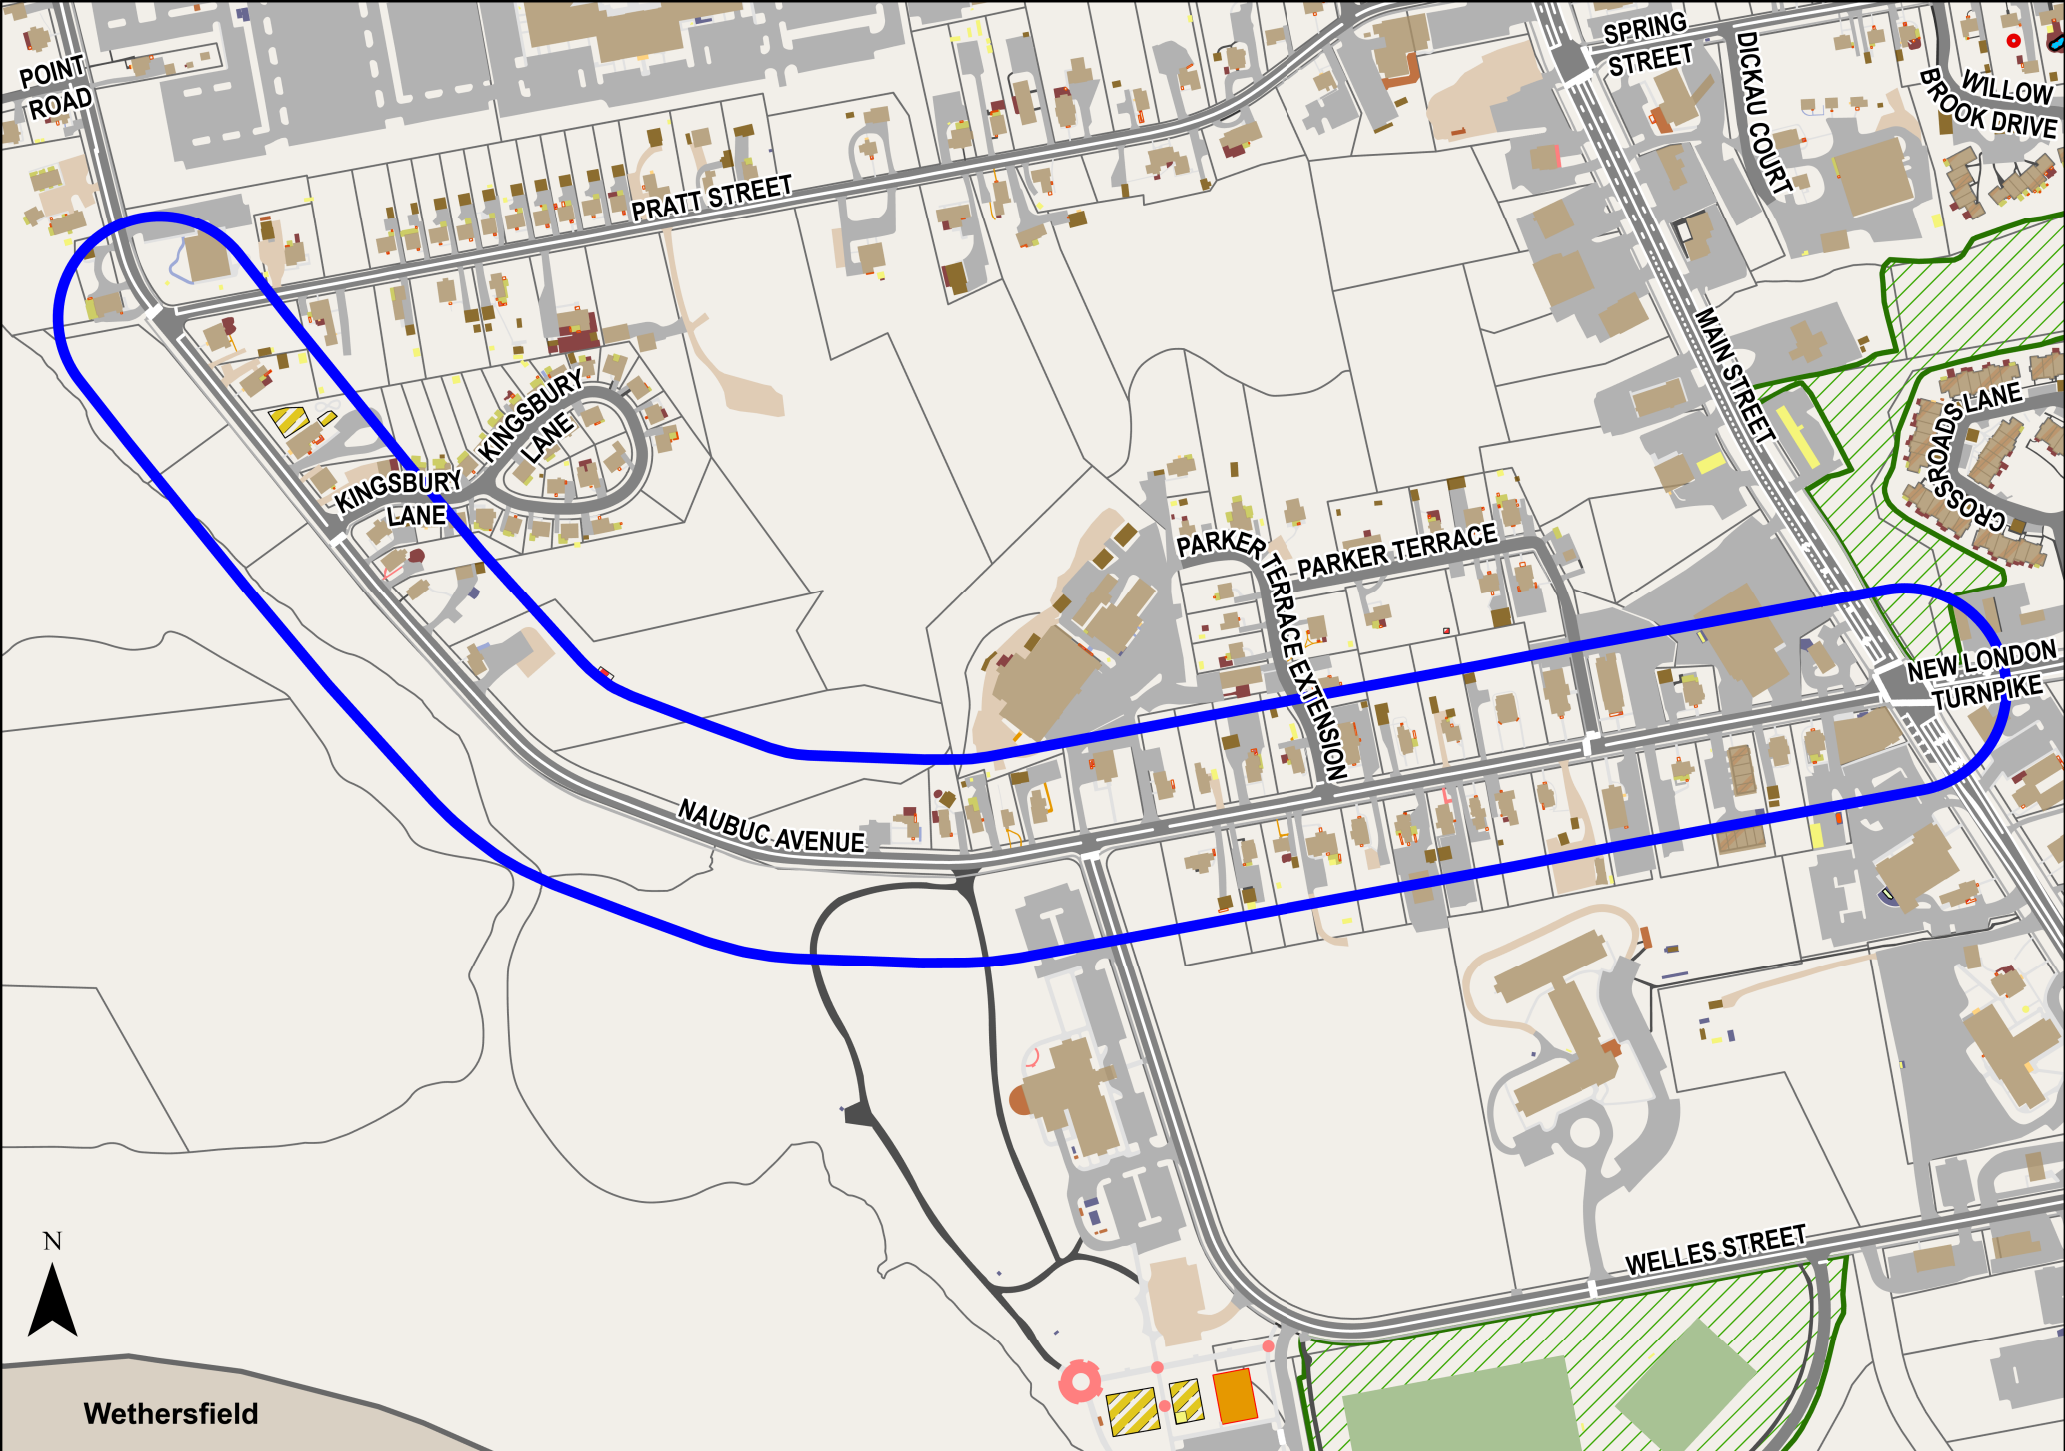 POINT
ROAD
SPRING
STREET
DICKAU COURT
WILLOW
BROOK DRIVE
PRATT STREET
MAIN STREET
KINGSBURY
LANE
CROSSROADS LANE
KINGSBURY
LANE
PARKER TERRACE EXTENSION
PARKER TERRACE
NEW LONDON
TURNPIKE
NAUBUC AVENUE
N
WELLES STREET
Wethersfield